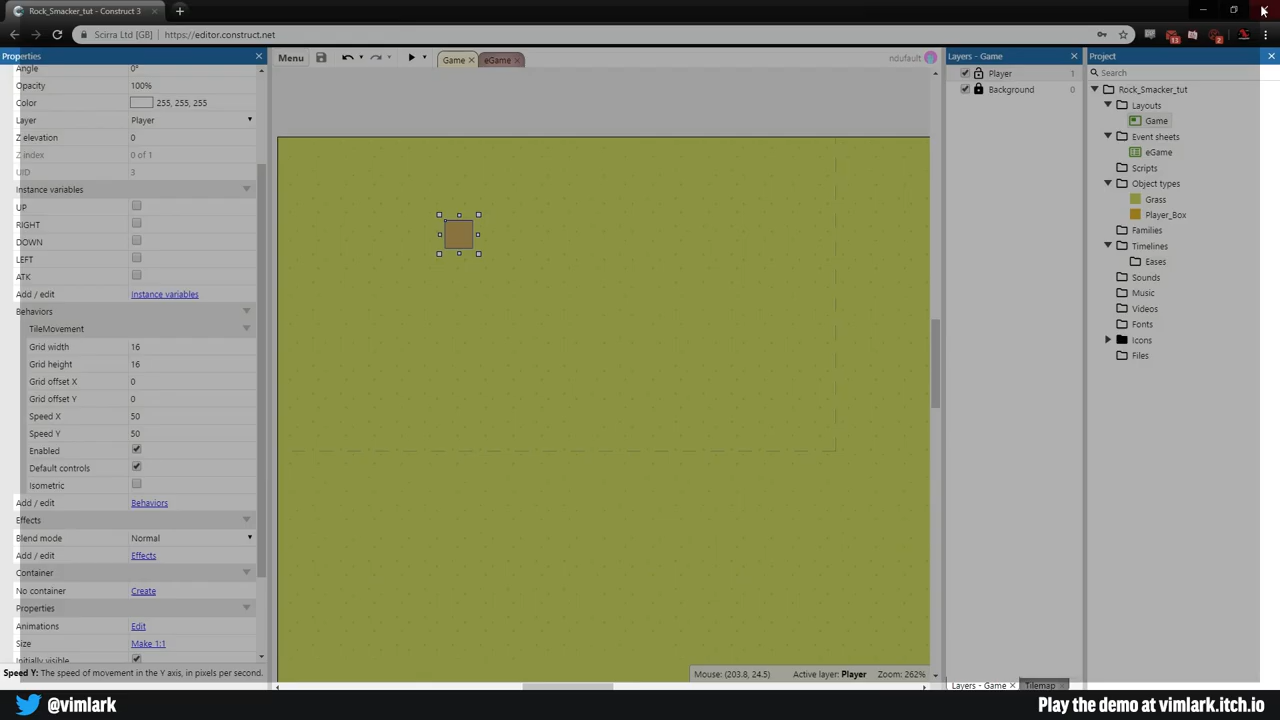 Rock_Smacker_tut - Construct 3
Scirra Ltd [GB] https://editor.construct.net
Properties
Angle 0°
Opacity 100%
Color 255, 255, 255
Layer Player
Z elevation 0
Z index 0 of 1
UID 3
Instance variables
UP
RIGHT
DOWN
LEFT
ATK
Add / edit Instance variables
Behaviors
TileMovement
Grid width 16
Grid height 16
Grid offset X 0
Grid offset Y 0
Speed X 50
Speed Y 50
Enabled
Default controls
Isometric
Add / edit Behaviors
Effects
Blend mode Normal
Add / edit Effects
Container
No container Create
Properties
Animations Edit
Size Make 1:1
Initially visible
Speed Y: The speed of movement in the Y axis, in pixels per second.
Menu
Game
eGame
ndufault
Mouse: (203.8, 24.5) Active layer: Player Zoom: 262%
Layers - Game
Player 1
Background 0
Layers - Game
Tilemap
Project
Search
Rock_Smacker_tut
Layouts
Game
Event sheets
eGame
Scripts
Object types
Grass
Player_Box
Families
Timelines
Eases
Sounds
Music
Videos
Fonts
Icons
Files
@vimlark
Play the demo at vimlark.itch.io